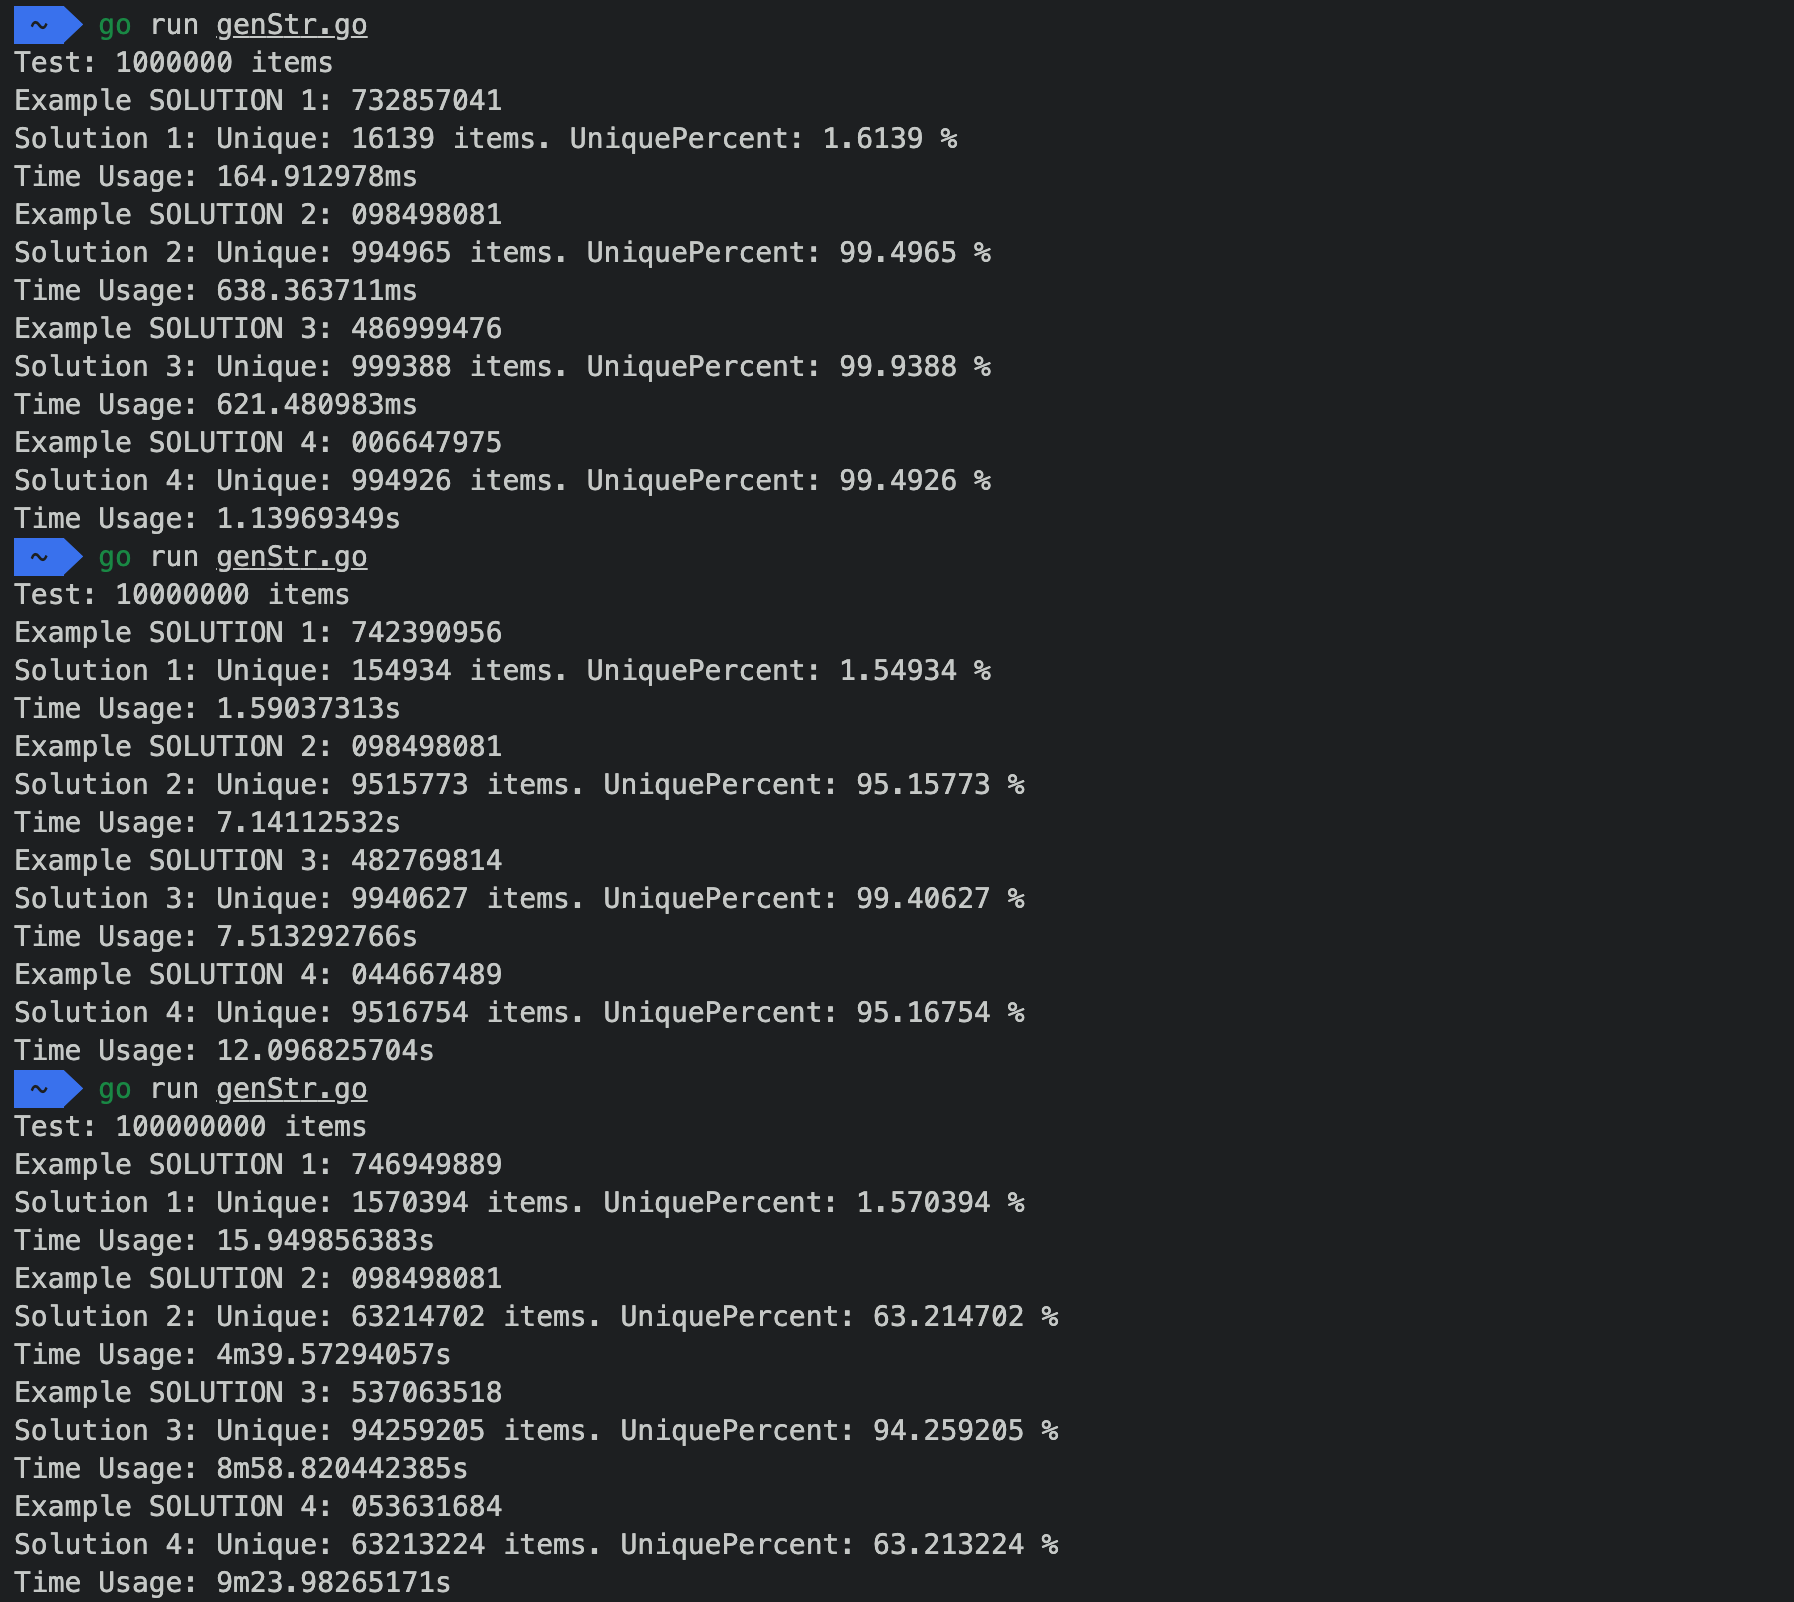 ~ go run genStr.go
Test: 1000000 items
Example SOLUTION 1: 732857041
Solution 1: Unique: 16139 items. UniquePercent: 1.6139 %
Time Usage: 164.912978ms
Example SOLUTION 2: 098498081
Solution 2: Unique: 994965 items. UniquePercent: 99.4965 %
Time Usage: 638.363711ms
Example SOLUTION 3: 486999476
Solution 3: Unique: 999388 items. UniquePercent: 99.9388 %
Time Usage: 621.480983ms
Example SOLUTION 4: 006647975
Solution 4: Unique: 994926 items. UniquePercent: 99.4926 %
Time Usage: 1.13969349s
~ go run genStr.go
Test: 10000000 items
Example SOLUTION 1: 742390956
Solution 1: Unique: 154934 items. UniquePercent: 1.54934 %
Time Usage: 1.59037313s
Example SOLUTION 2: 098498081
Solution 2: Unique: 9515773 items. UniquePercent: 95.15773 %
Time Usage: 7.14112532s
Example SOLUTION 3: 482769814
Solution 3: Unique: 9940627 items. UniquePercent: 99.40627 %
Time Usage: 7.513292766s
Example SOLUTION 4: 044667489
Solution 4: Unique: 9516754 items. UniquePercent: 95.16754 %
Time Usage: 12.096825704s
~ go run genStr.go
Test: 100000000 items
Example SOLUTION 1: 746949889
Solution 1: Unique: 1570394 items. UniquePercent: 1.570394 %
Time Usage: 15.949856383s
Example SOLUTION 2: 098498081
Solution 2: Unique: 63214702 items. UniquePercent: 63.214702 %
Time Usage: 4m39.57294057s
Example SOLUTION 3: 537063518
Solution 3: Unique: 94259205 items. UniquePercent: 94.259205 %
Time Usage: 8m58.820442385s
Example SOLUTION 4: 053631684
Solution 4: Unique: 63213224 items. UniquePercent: 63.213224 %
Time Usage: 9m23.98265171s